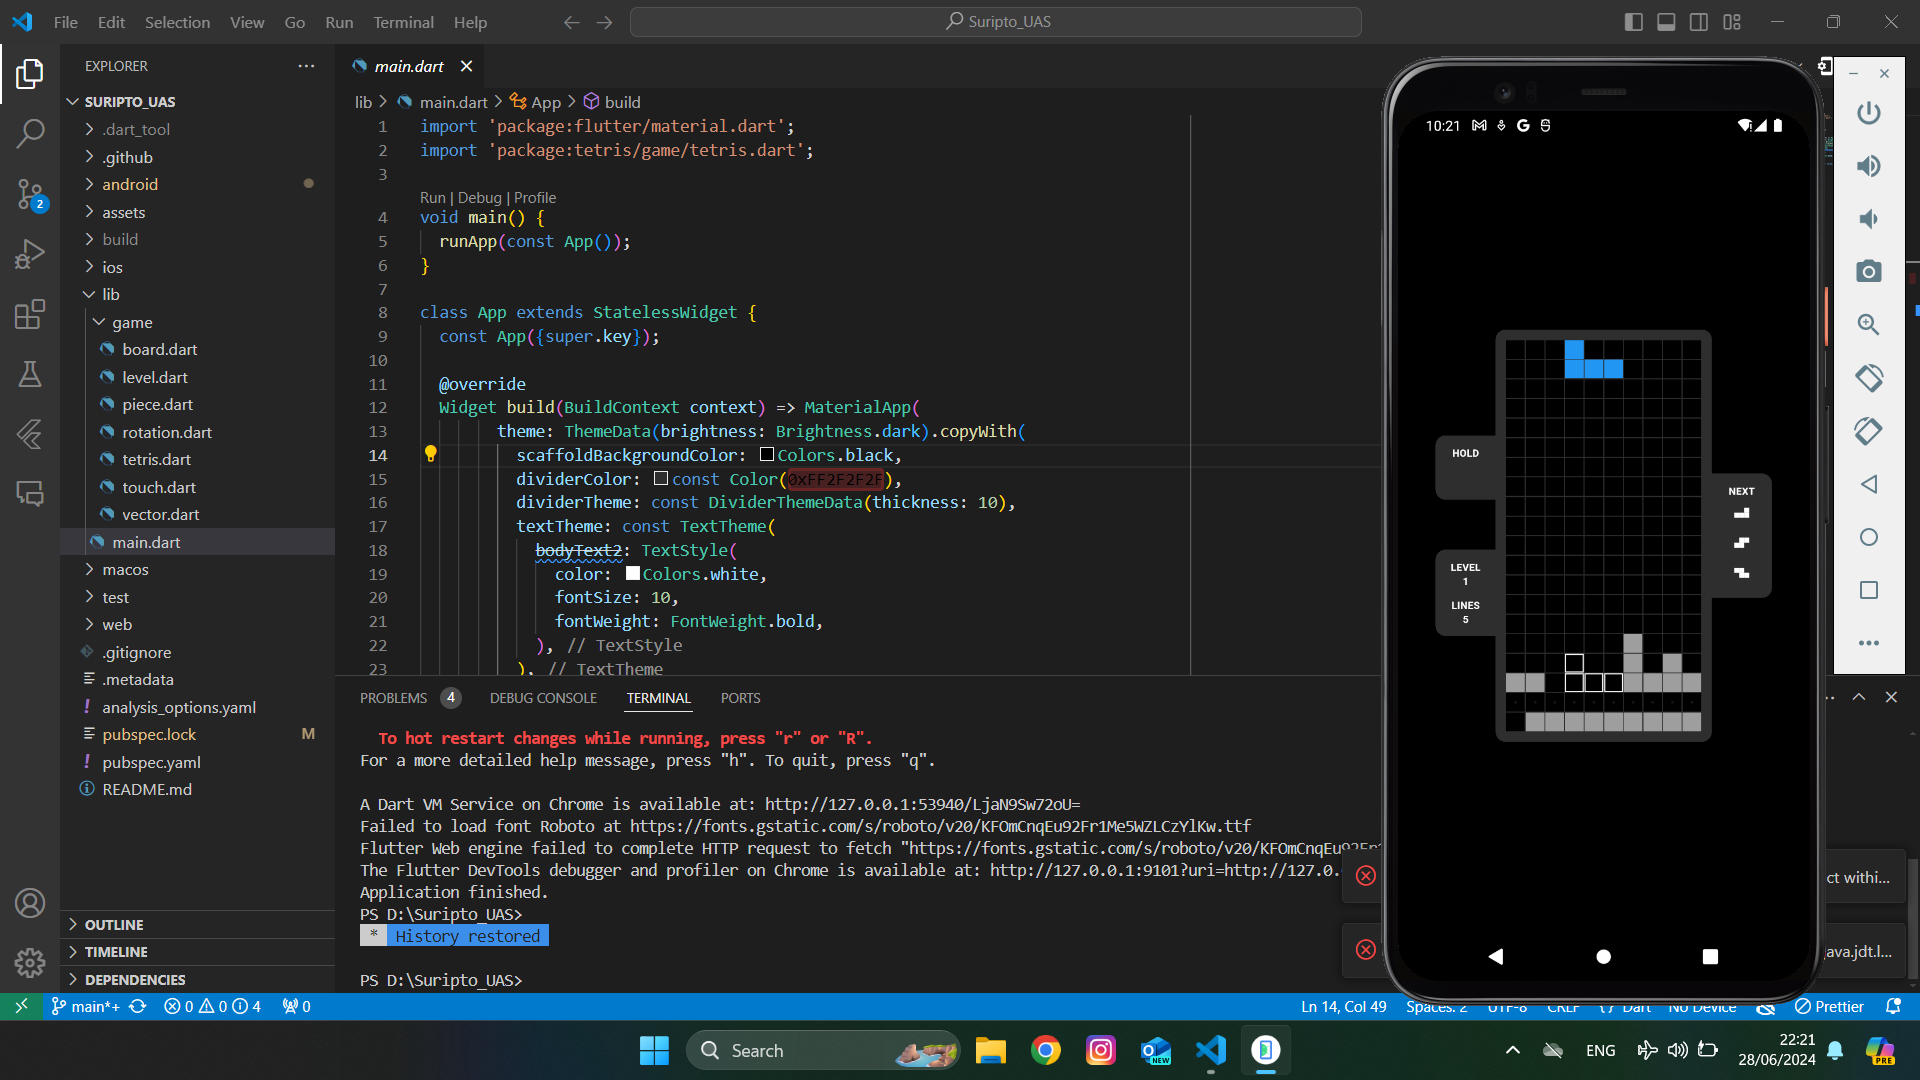 File Edit Selection View Go Run Terminal Help
Suripto_UAS
EXPLORER
SURIPTO_UAS
.dart_tool
.github
android
assets
build
ios
lib
game
board.dart
level.dart
piece.dart
rotation.dart
tetris.dart
touch.dart
vector.dart
main.dart
macos
test
web
.gitignore
.metadata
analysis_options.yaml
pubspec.lock M
pubspec.yaml
README.md
OUTLINE
TIMELINE
DEPENDENCIES
2
main.dart
lib > main.dart > App > build
1 import 'package:flutter/material.dart';
2 import 'package:tetris/game/tetris.dart';
3
Run | Debug | Profile
4 void main() {
5 runApp(const App());
6 }
7
8 class App extends StatelessWidget {
9 const App({super.key});
10
11 @override
12 Widget build(BuildContext context) => MaterialApp(
13 theme: ThemeData(brightness: Brightness.dark).copyWith(
14 scaffoldBackgroundColor: Colors.black,
15 dividerColor: const Color(0xFF2F2F2F),
16 dividerTheme: const DividerThemeData(thickness: 10),
17 textTheme: const TextTheme(
18 bodyText2: TextStyle(
19 color: Colors.white,
20 fontSize: 10,
21 fontWeight: FontWeight.bold,
22 ), // TextStyle
23 ), // TextTheme
PROBLEMS 4 DEBUG CONSOLE TERMINAL PORTS
To hot restart changes while running, press "r" or "R".
For a more detailed help message, press "h". To quit, press "q".
A Dart VM Service on Chrome is available at: http://127.0.0.1:53940/LjaN9Sw72oU=
Failed to load font Roboto at https://fonts.gstatic.com/s/roboto/v20/KFOmCnqEu92Fr1Me5WZLCzYlKw.ttf
Flutter Web engine failed to complete HTTP request to fetch "https://fonts.gstatic.com/s/roboto/v20/KFOmCnqEu92Fr1
The Flutter DevTools debugger and profiler on Chrome is available at: http://127.0.0.1:9101?uri=http://127.0.
Application finished.
PS D:\Suripto_UAS>
* History restored
PS D:\Suripto_UAS>
10:21
HOLD
NEXT
LEVEL
1
LINES
5
ct withi...
java.jdt.l...
main*+ 0 0 4 0
Ln 14, Col 49 Spaces: 2 UTF-8 CRLF {} Dart No Device Prettier
Search
NEW
ENG
22:21
28/06/2024
PRE